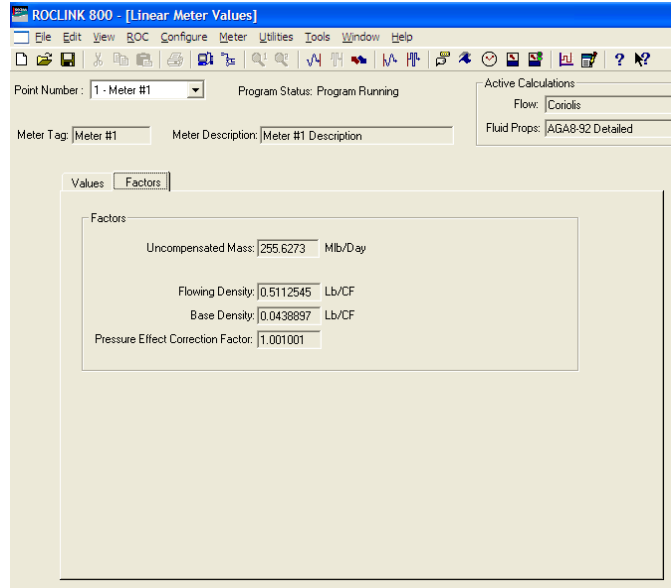 ROCLINK 800 - [Linear Meter Values]
File Edit View ROC Configure Meter Utilities Tools Window Help
Point Number : 1 - Meter #1 Program Status: Program Running
Active Calculations
Flow: Coriolis
Meter Tag: Meter #1 Meter Description: Meter #1 Description
Fluid Props: AGA8-92 Detailed
Values Factors
Factors
Uncompensated Mass: 255.6273 Mlb/Day
Flowing Density: 0.5112545 Lb/CF
Base Density: 0.0438897 Lb/CF
Pressure Effect Correction Factor: 1.001001